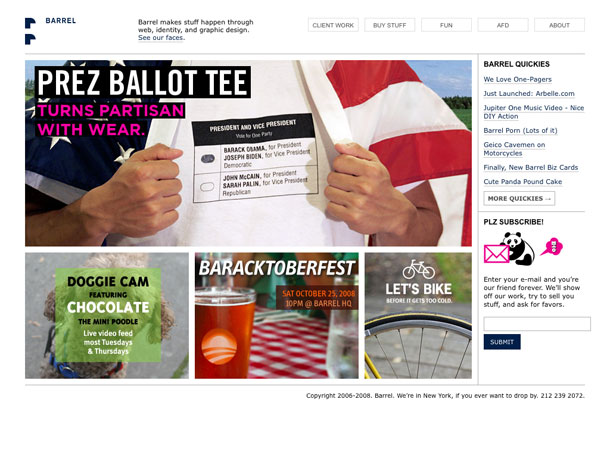 BARREL
Barrel makes stuff happen through
web, identity, and graphic design.
See our faces.
CLIENT WORK
BUY STUFF
FUN
AFD
ABOUT
PREZ BALLOT TEE
TURNS PARTISAN
WITH WEAR.
PRESIDENT AND VICE PRESIDENT
Vote for One Party
BARACK OBAMA, for President
JOSEPH BIDEN, for Vice President
Democratic
JOHN McCAIN, for President
SARAH PALIN, for Vice President
Republican
DOGGIE CAM
FEATURING
CHOCOLATE
THE MINI POODLE
Live video feed
most Tuesdays
& Thursdays
BARACKTOBERFEST
SAT OCTOBER 25, 2008
10PM @ BARREL HQ
LET'S BIKE
BEFORE IT GETS TOO COLD.
BARREL QUICKIES
We Love One-Pagers
Just Launched: Arbelle.com
Jupiter One Music Video - Nice
DIY Action
Barrel Porn (Lots of it)
Geico Cavemen on
Motorcycles
Finally, New Barrel Biz Cards
Cute Panda Pound Cake
MORE QUICKIES →
PLZ SUBSCRIBE!
Enter your e-mail and you're
our friend forever. We'll show
off our work, try to sell you
stuff, and ask for favors.
SUBMIT
Copyright 2006-2008. Barrel. We're in New York, if you ever want to drop by. 212 239 2072.